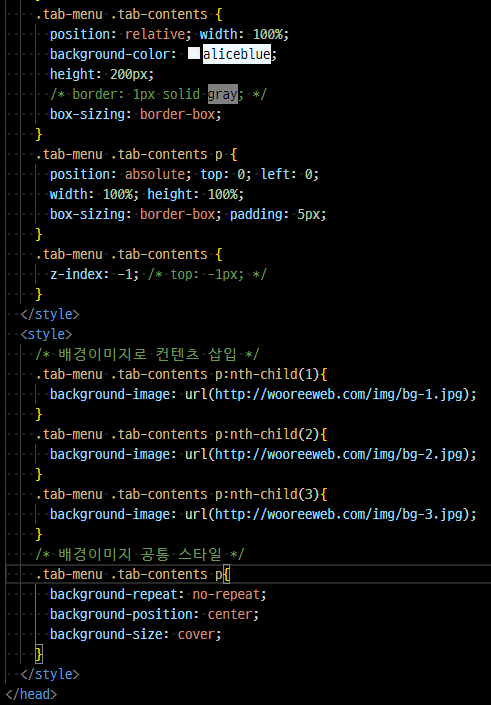 .tab-menu .tab-contents {
position: relative; width: 100%;
background-color: aliceblue;
height: 200px;
/* border: 1px solid gray; */
box-sizing: border-box;
}
.tab-menu .tab-contents p {
position: absolute; top: 0; left: 0;
width: 100%; height: 100%;
box-sizing: border-box; padding: 5px;
}
.tab-menu .tab-contents {
z-index: -1; /* top: -1px; */
}
</style>
<style>
/* 배경이미지로 컨텐츠 삽입 */
.tab-menu .tab-contents p:nth-child(1){
background-image: url(http://wooreeweb.com/img/bg-1.jpg);
}
.tab-menu .tab-contents p:nth-child(2){
background-image: url(http://wooreeweb.com/img/bg-2.jpg);
}
.tab-menu .tab-contents p:nth-child(3){
background-image: url(http://wooreeweb.com/img/bg-3.jpg);
}
/* 배경이미지 공통 스타일 */
.tab-menu .tab-contents p{
background-repeat: no-repeat;
background-position: center;
background-size: cover;
}
</style>
</head>